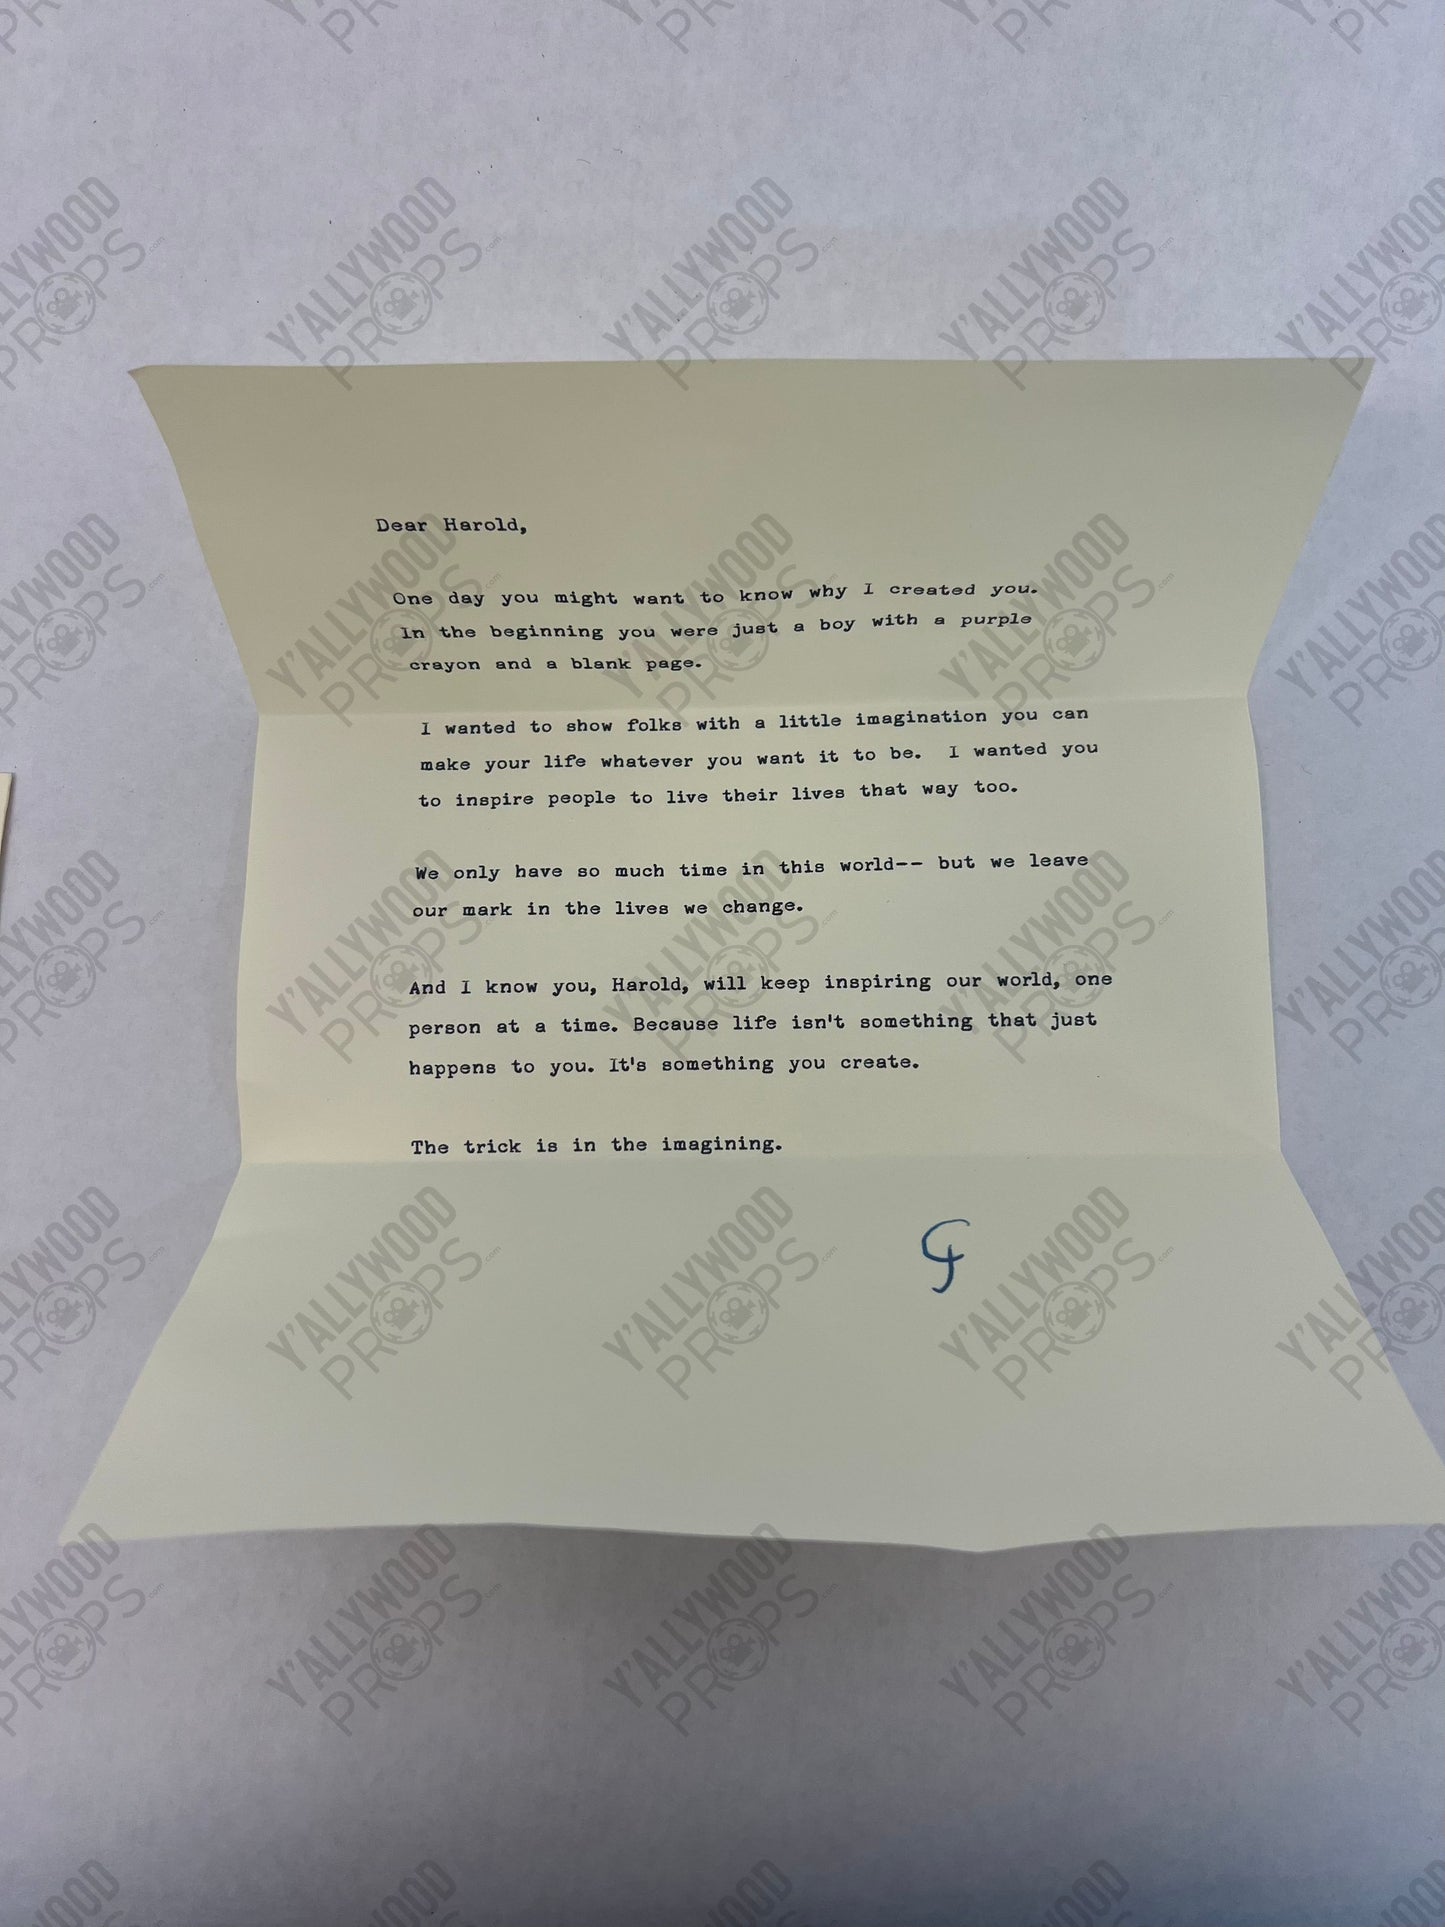 Dear Harold,
One day you might want to know why I created you.
In the beginning you were just a boy with a purple
crayon and a blank page.
I wanted to show folks with a little imagination you can
make your life whatever you want it to be.  I wanted you
to inspire people to live their lives that way too.
We only have so much time in this world-- but we leave
our mark in the lives we change.
And I know you, Harold, will keep inspiring our world, one
person at a time. Because life isn't something that just
happens to you. It's something you create.
The trick is in the imagining.
Y'ALLYWOOD
PROPS
.com